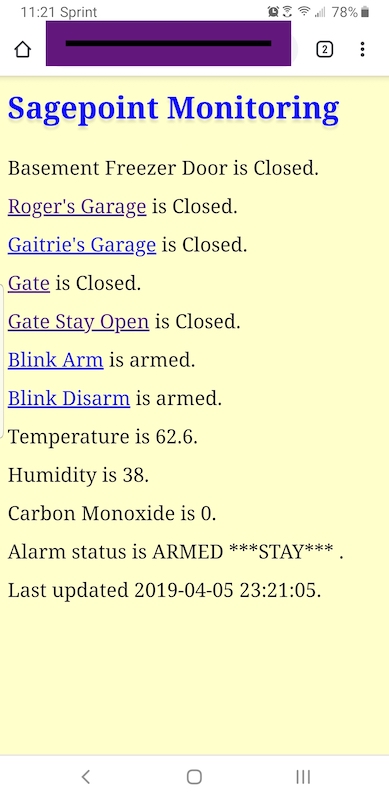 11:21 Sprint 78%
2
Sagepoint Monitoring
Basement Freezer Door is Closed.
Roger's Garage is Closed.
Gaitrie's Garage is Closed.
Gate is Closed.
Gate Stay Open is Closed.
Blink Arm is armed.
Blink Disarm is armed.
Temperature is 62.6.
Humidity is 38.
Carbon Monoxide is 0.
Alarm status is ARMED ***STAY*** .
Last updated 2019-04-05 23:21:05.